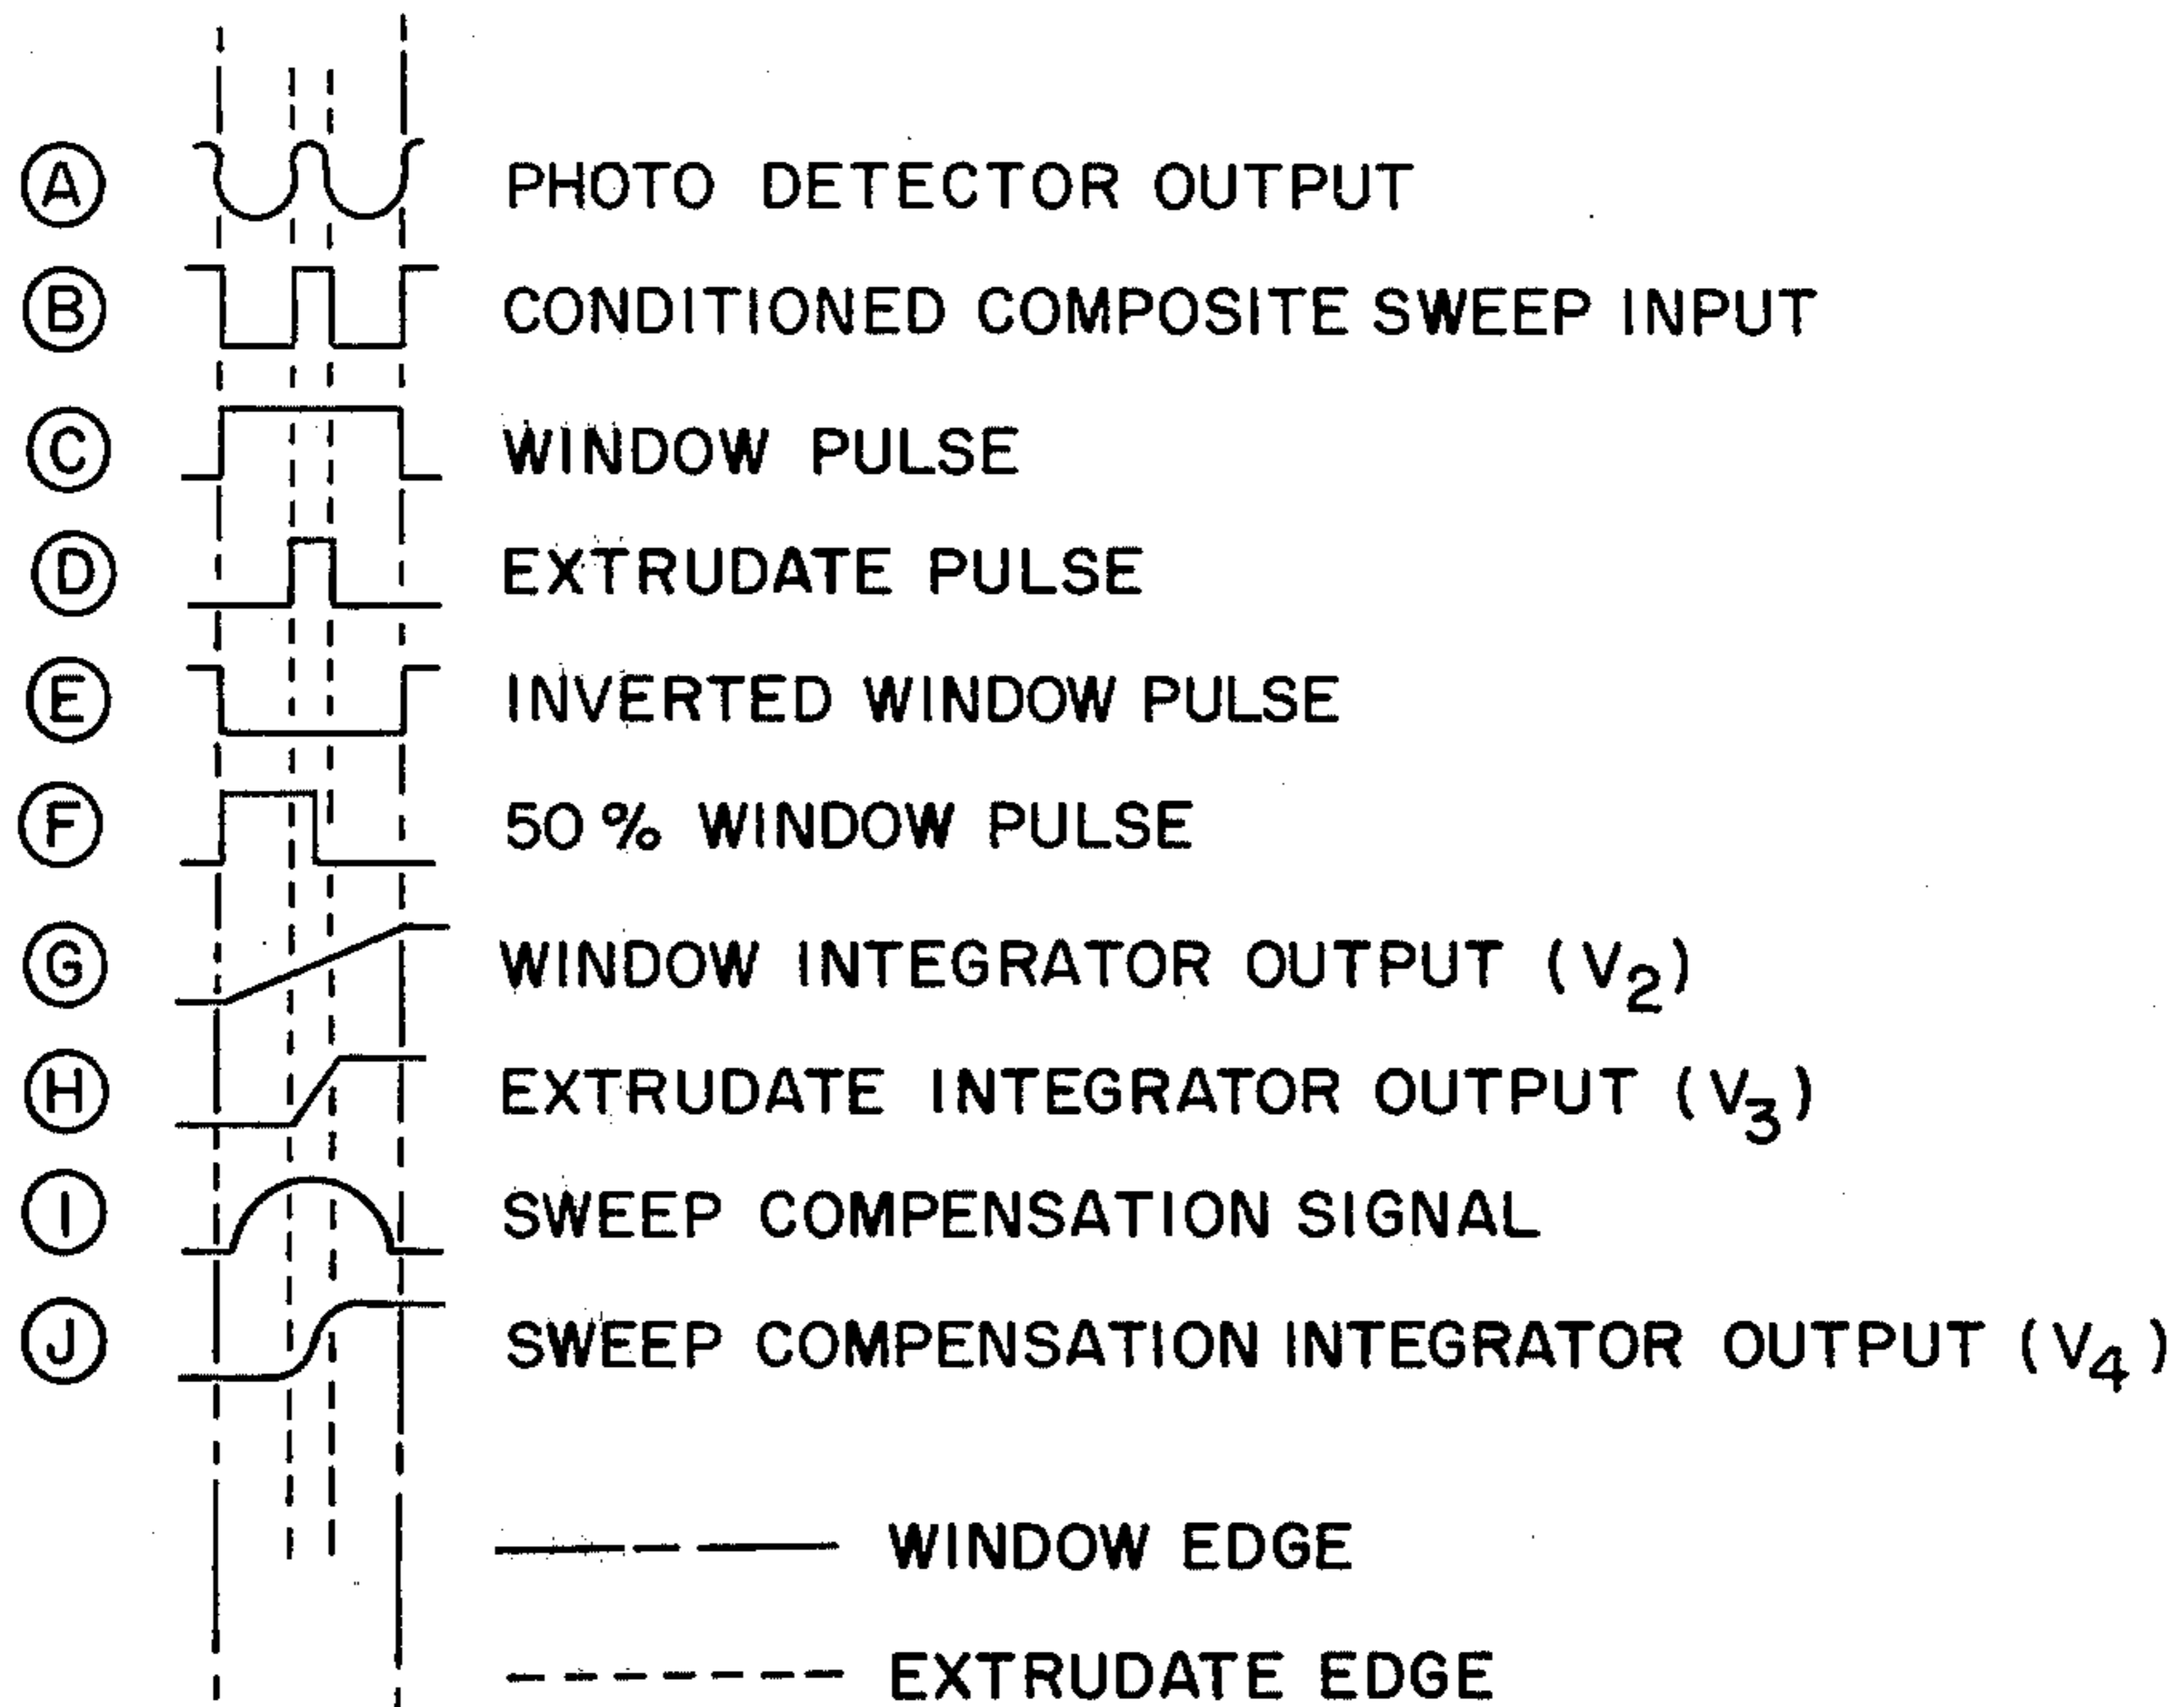 A PHOTO DETECTOR OUTPUT
B CONDITIONED COMPOSITE SWEEP INPUT
C WINDOW PULSE
D EXTRUDATE PULSE
E INVERTED WINDOW PULSE
F 50% WINDOW PULSE
G WINDOW INTEGRATOR OUTPUT (V2)
H EXTRUDATE INTEGRATOR OUTPUT (V3)
I SWEEP COMPENSATION SIGNAL
J SWEEP COMPENSATION INTEGRATOR OUTPUT (V4)
WINDOW EDGE
EXTRUDATE EDGE